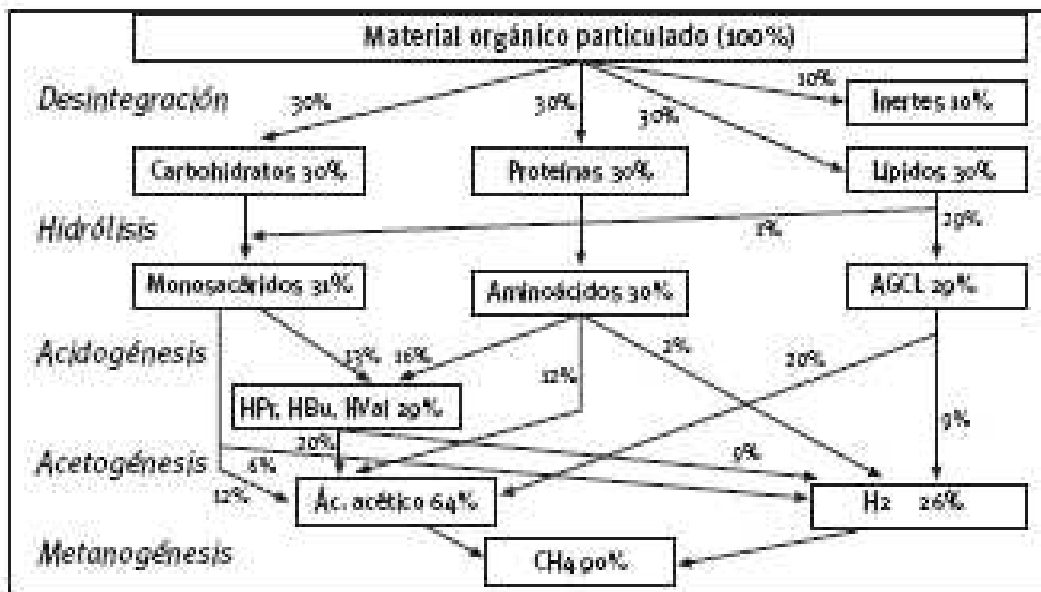 Material orgánico particulado (100%)
Desintegración
30%
30%
30%
10%
Inertes 10%
Carbohidratos 30%
Proteínas 30%
Lípidos 30%
Hidrólisis
1%
29%
Monosacáridos 31%
Aminoácidos 30%
AGCL 29%
Acidogénesis
13%
16%
12%
2%
20%
9%
HPr, HBu, HVal 29%
Acetogénesis
20%
9%
6%
12%
Ác. acético 64%
H2 26%
Metanogénesis
CH4 90%